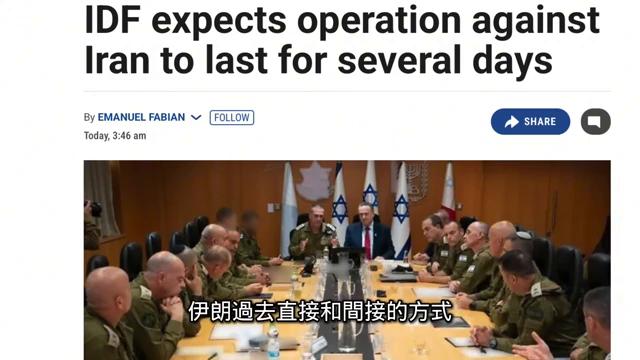 IDF expects operation against
Iran to last for several days
By EMANUEL FABIAN FOLLOW
SHARE
Today, 3:46 am
伊朗過去直接和間接的方式